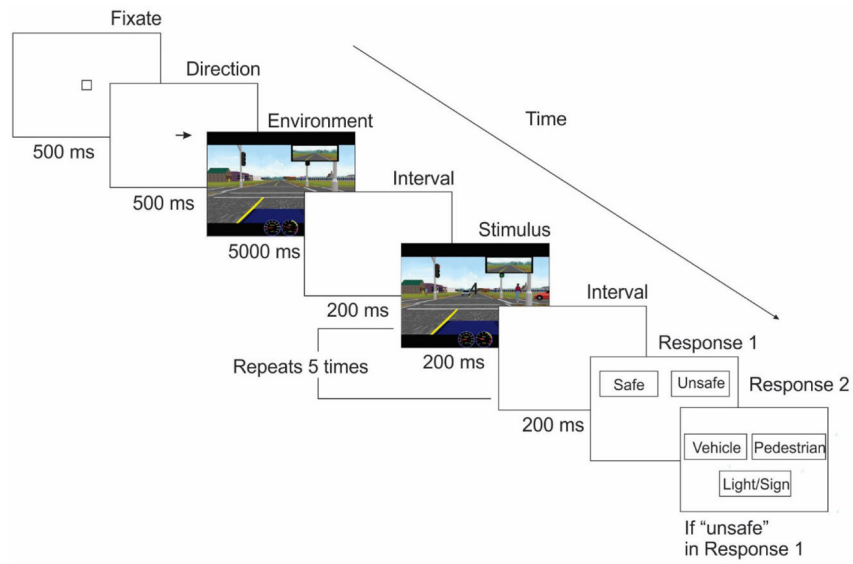 Fixate
Direction
Environment
Time
500 ms
Interval
500 ms
Stimulus
5000 ms
Interval
200 ms
Response 1
Repeats 5 times
200 ms
Safe
Unsafe
Response 2
200 ms
Vehicle
Pedestrian
Light/Sign
If “unsafe”
in Response 1